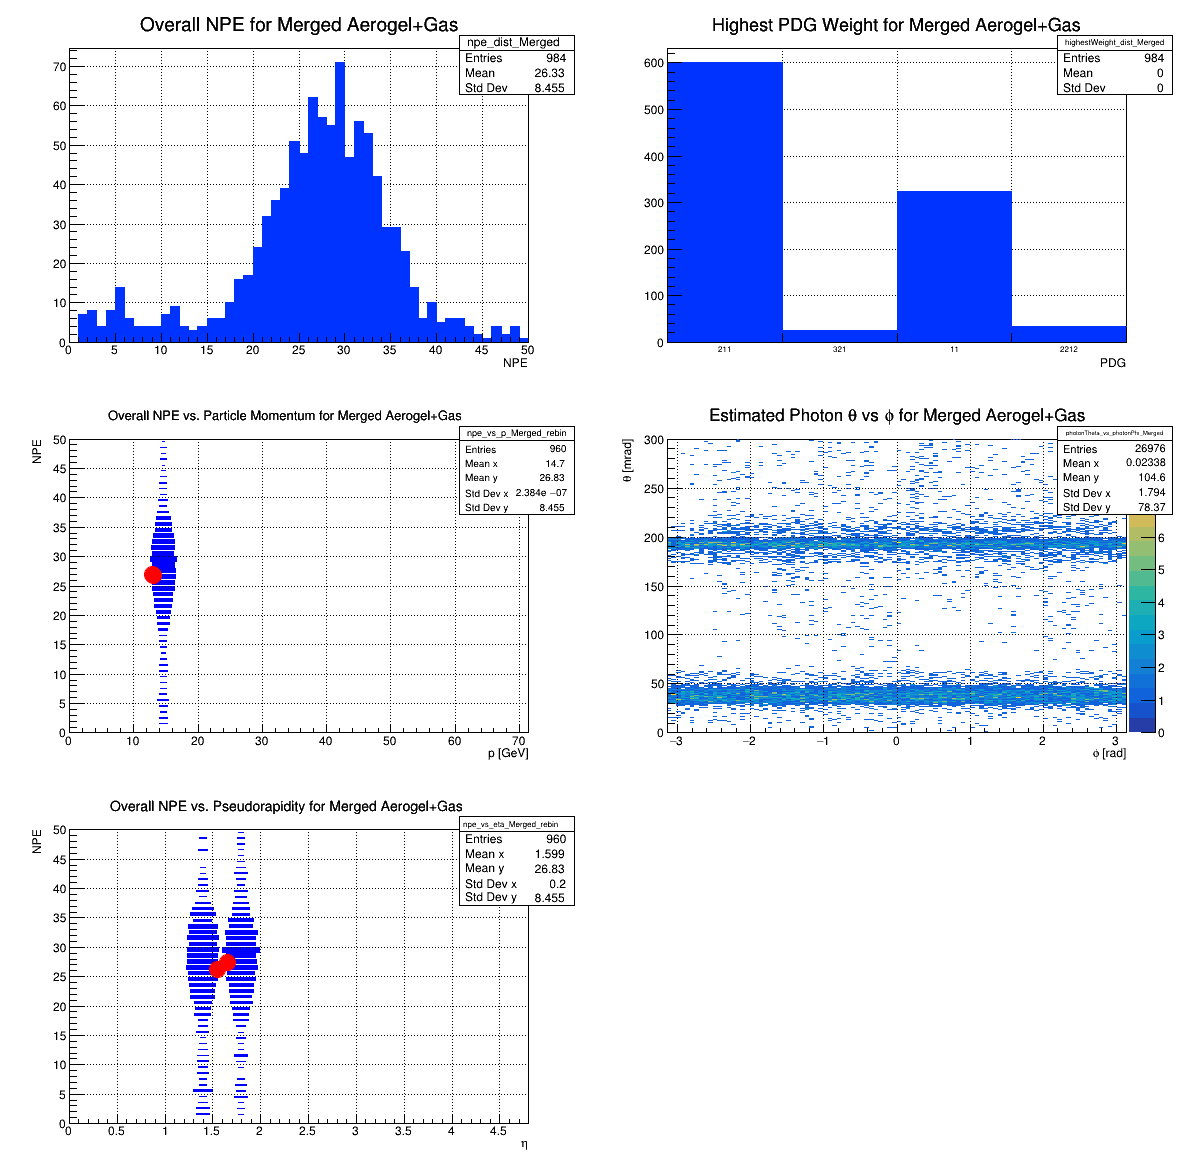 Overall NPE for Merged Aerogel+Gas
npe_dist_Merged
Entries 984
Mean 26.33
Std Dev 8.455
70
60
50
40
30
20
10
0
0 5 10 15 20 25 30 35 40 45 50
NPE
Highest PDG Weight for Merged Aerogel+Gas
highestWeight_dist_Merged
Entries 984
Mean 0
Std Dev 0
600
500
400
300
200
100
0
211 321 11 2212
PDG
Overall NPE vs. Particle Momentum for Merged Aerogel+Gas
npe_vs_p_Merged_rebin
Entries 960
Mean x 14.7
Mean y 26.83
Std Dev x 2.384e −07
Std Dev y 8.455
NPE
50
45
40
35
30
25
20
15
10
5
0
0 10 20 30 40 50 60 70
p [GeV]
Estimated Photon θ vs ϕ for Merged Aerogel+Gas
photonTheta_vs_photonPhi_Merged
Entries 26976
Mean x 0.02338
Mean y 104.6
Std Dev x 1.794
Std Dev y 78.37
θ [mrad]
300
250
200
150
100
50
0
−3 −2 −1 0 1 2 3
ϕ [rad]
6
5
4
3
2
1
0
Overall NPE vs. Pseudorapidity for Merged Aerogel+Gas
npe_vs_eta_Merged_rebin
Entries 960
Mean x 1.599
Mean y 26.83
Std Dev x 0.2
Std Dev y 8.455
NPE
50
45
40
35
30
25
20
15
10
5
0
0 0.5 1 1.5 2 2.5 3 3.5 4 4.5
η